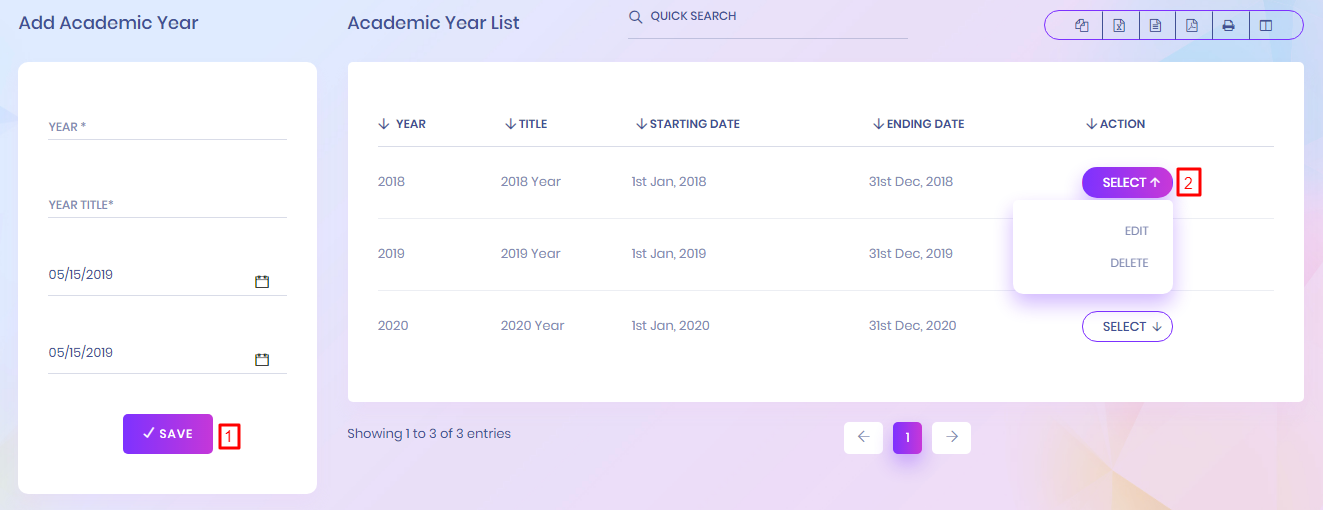 Add Academic Year
Academic Year List
QUICK SEARCH
YEAR *
YEAR TITLE*
05/15/2019
05/15/2019
SAVE
1
YEAR TITLE STARTING DATE ENDING DATE ACTION
2018 2018 Year 1st Jan, 2018 31st Dec, 2018 SELECT 2
EDIT
DELETE
2019 2019 Year 1st Jan, 2019 31st Dec, 2019
2020 2020 Year 1st Jan, 2020 31st Dec, 2020 SELECT
Showing 1 to 3 of 3 entries
1